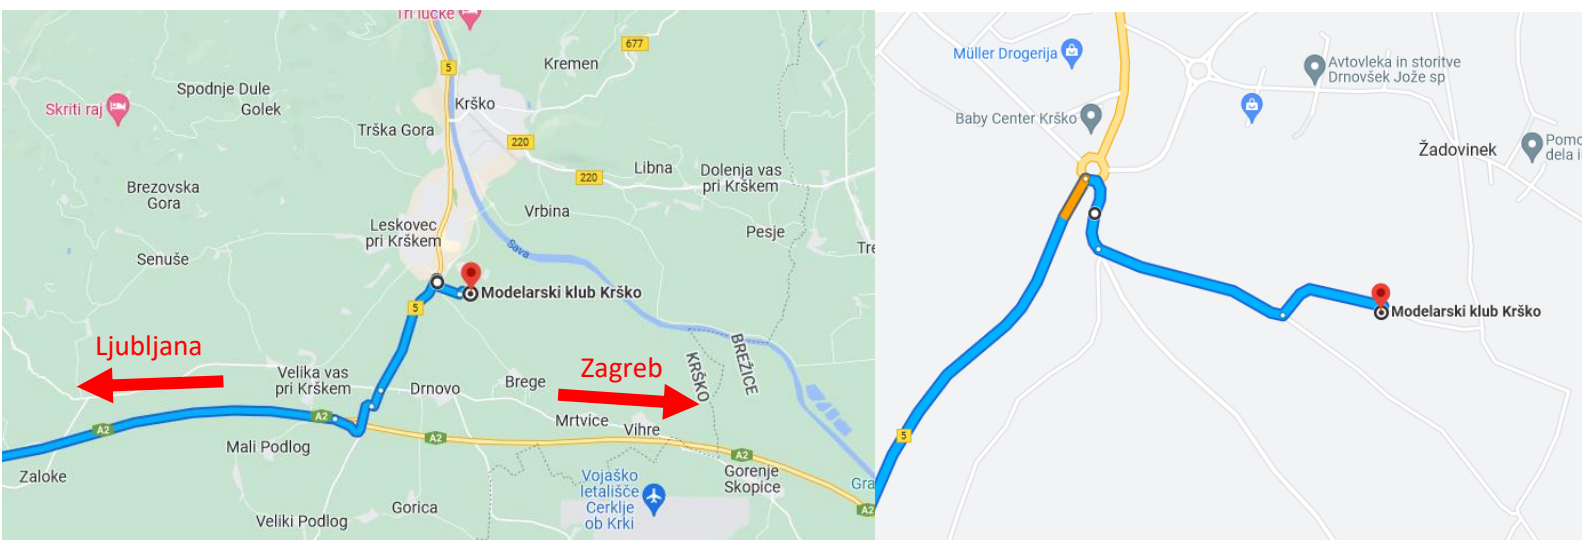 Tri lučke
677
Kremen
5
Spodnje Dule
Golek
Skriti raj
Krško
Trška Gora
220
220
Libna
Dolenja vas
pri Krškem
Brezovska
Gora
Vrbina
Leskovec
pri Krškem
Pesje
Sava
Senuše
Modelarski klub Krško
5
Ljubljana
Velika vas
pri Krškem
Drnovo
Brege
Zagreb
KRŠKO
BREŽICE
A2
A2
Mrtvice
Vihre
A2
A2
Mali Podlog
Zaloke
Vojaško
letališče
Cerklje
ob Krki
Gorenje
Skopice
Gorica
Veliki Podlog
A2
Müller Drogerija
Avtovleka in storitve
Drnovšek Jože sp
Baby Center Krško
Žadovinek
dela
Modelarski klub Krško
5